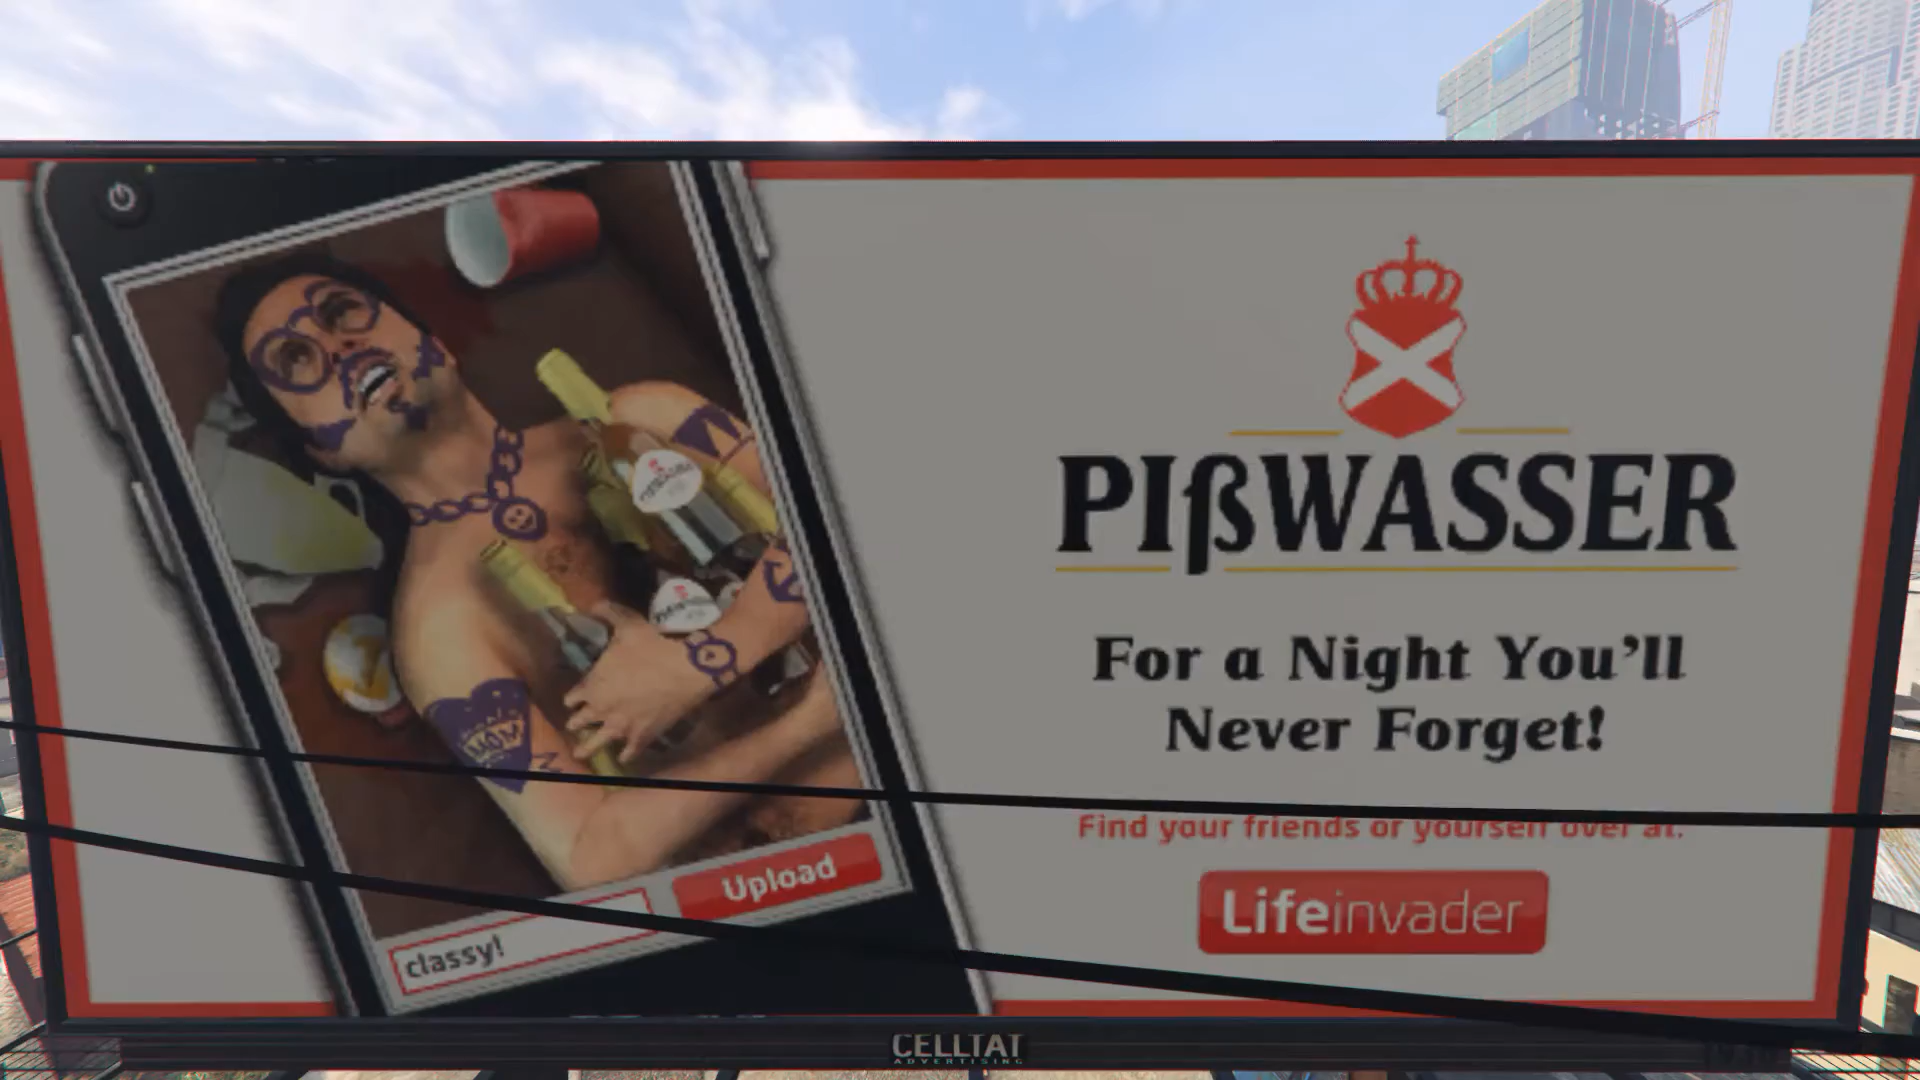 PIßWASSER
For a Night You'll
Never Forget!
Find your friends or yourself over at:
Lifeinvader
Upload
classy!
MOM
CELLTAT
ADVERTISING